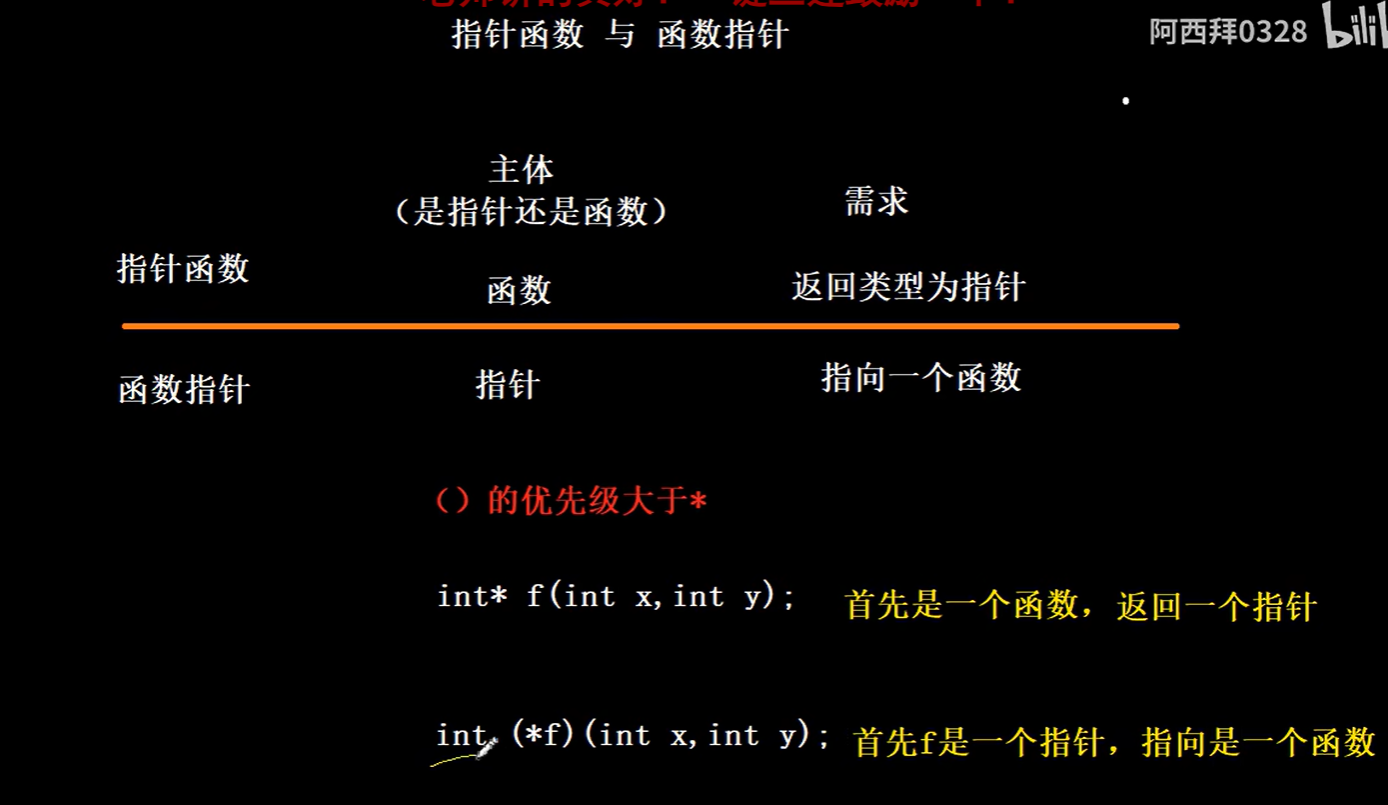 指针函数 与 函数指针
阿西拜0328
主体
（是指针还是函数）
需求
指针函数
函数
返回类型为指针
函数指针
指针
指向一个函数
（）的优先级大于*
int* f(int x,int y);
首先是一个函数，返回一个指针
int (*f)(int x,int y);
首先f是一个指针，指向是一个函数